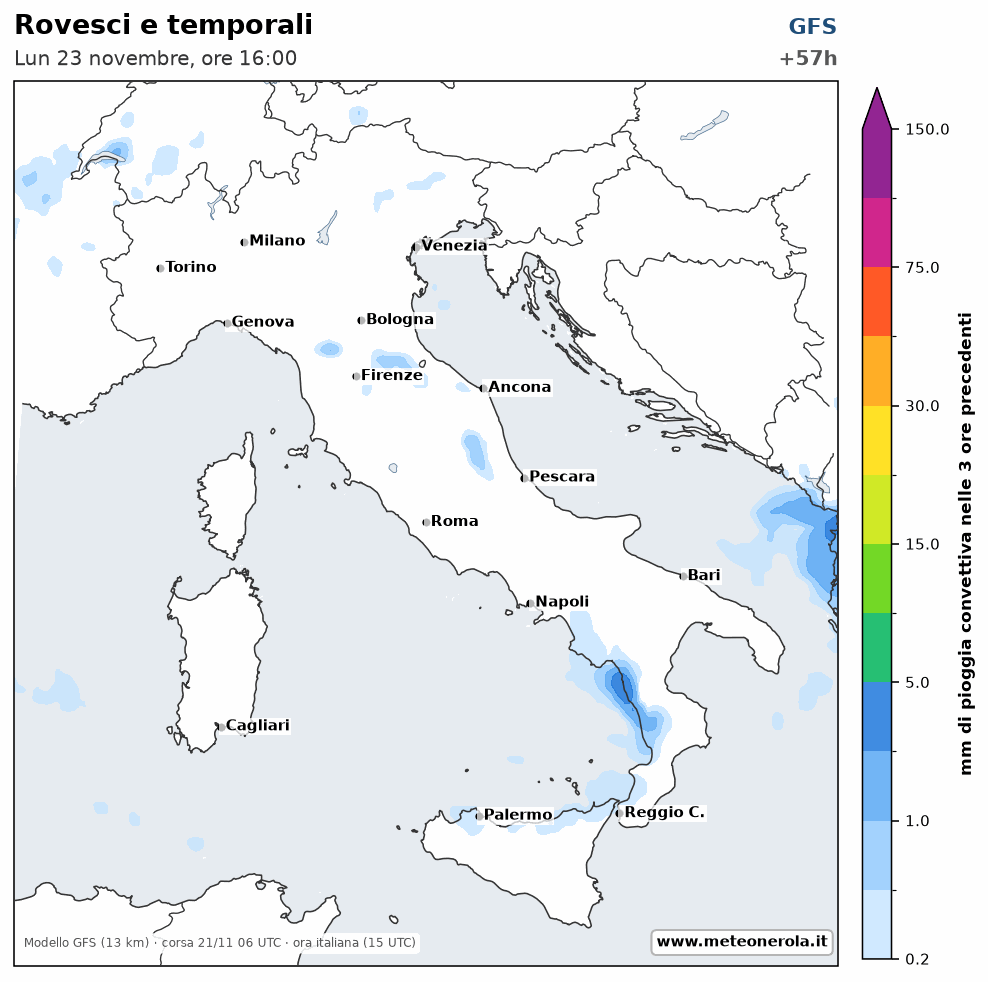 Rovesci e temporali
GFS
Lun 23 novembre, ore 16:00
+57h
150.0
75.0
30.0
15.0
5.0
1.0
0.2
mm di pioggia convettiva nelle 3 ore precedenti
Milano
Venezia
Torino
Genova
Bologna
Firenze
Ancona
Pescara
Roma
Bari
Napoli
Cagliari
Palermo
Reggio C.
Modello GFS (13 km) · corsa 21/11 06 UTC · ora italiana (15 UTC)
www.meteonerola.it